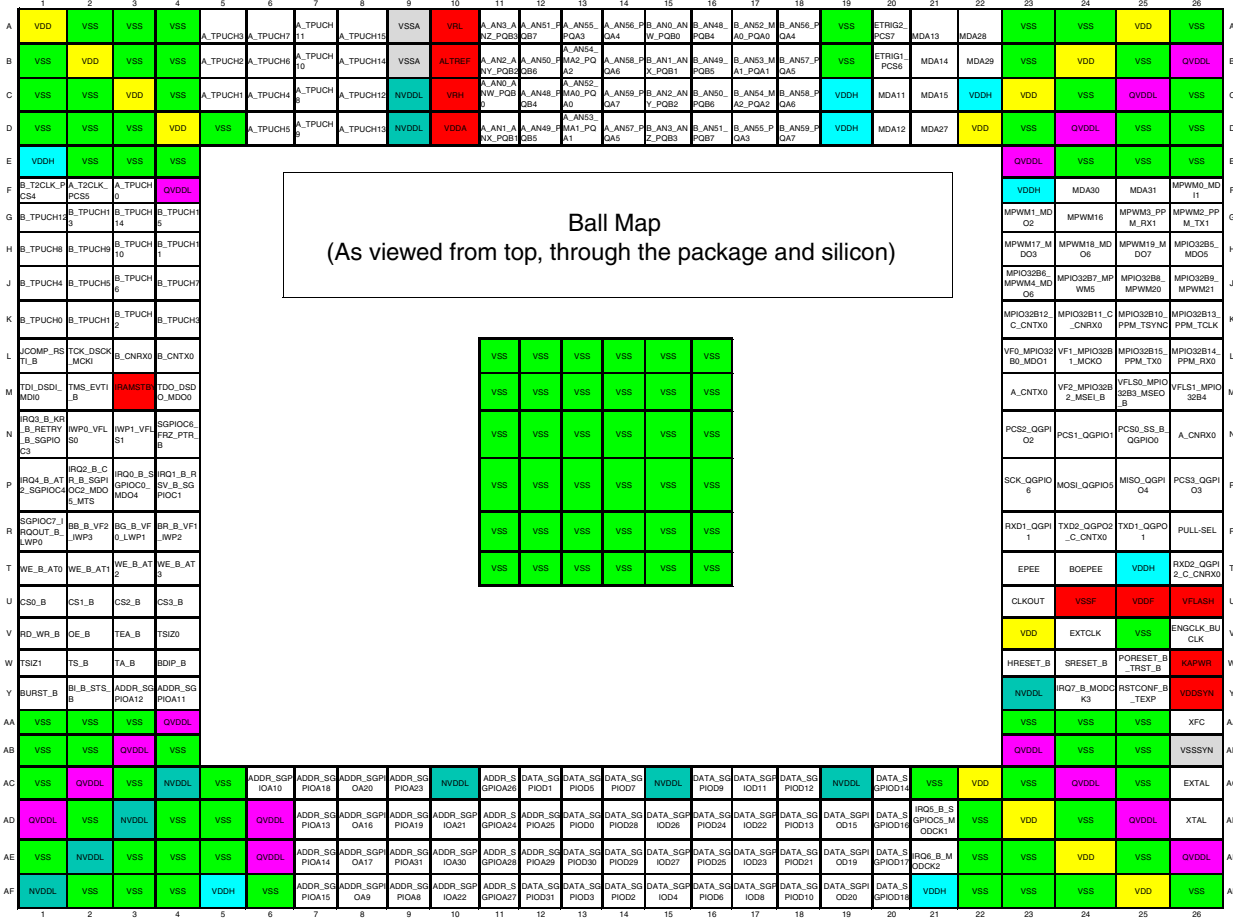 1 2 3 4 5 6 7 8 9 10 11 12 13 14 15 16 17 18 19 20 21 22 23 24 25 26
A VDD VSS VSS VSS A_TPUCH3 A_TPUCH7 A_TPUCH11 A_TPUCH15 VSSA VRL A_AN3_ANZ_PQB3 A_AN51_PQB7 A_AN55_PQA3 A_AN56_PQA4 B_AN0_ANW_PQB0 B_AN48_PQB4 B_AN52_MA0_PQA0 B_AN56_PQA4 VSS ETRIG2_PCS7 MDA13 MDA28 VSS VSS VDD VSS A
B VSS VDD VSS VSS A_TPUCH2 A_TPUCH6 A_TPUCH10 A_TPUCH14 VSSA ALTREF A_AN2_ANY_PQB2 A_AN50_PQB6 A_AN54_MA2_PQA2 A_AN58_PQA6 B_AN1_ANX_PQB1 B_AN49_PQB5 B_AN53_MA1_PQA1 B_AN57_PQA5 VSS ETRIG1_PCS6 MDA14 MDA29 VSS VDD VSS QVDDL B
C VSS VSS VDD VSS A_TPUCH1 A_TPUCH4 A_TPUCH8 A_TPUCH12 NVDDL VRH A_AN0_ANW_PQB0 A_AN48_PQB4 A_AN52_MA0_PQA0 A_AN59_PQA7 B_AN2_ANY_PQB2 B_AN50_PQB6 B_AN54_MA2_PQA2 B_AN58_PQA6 VDDH MDA11 MDA15 VDDH VDD VSS QVDDL VSS C
D VSS VSS VSS VDD VSS A_TPUCH5 A_TPUCH9 A_TPUCH13 NVDDL VDDA A_AN1_ANX_PQB1 A_AN49_PQB5 A_AN53_MA1_PQA1 A_AN57_PQA5 B_AN3_ANZ_PQB3 B_AN51_PQB7 B_AN55_PQA3 B_AN59_PQA7 VDDH MDA12 MDA27 VDD VSS QVDDL VSS VSS D
E VDDH VSS VSS VSS QVDDL VSS VSS VSS E
F B_T2CLK_PCS4 A_T2CLK_PCS5 A_TPUCH0 QVDDL VDDH MDA30 MDA31 MPWM0_MDI1 F
Ball Map
(As viewed from top, through the package and silicon)
G B_TPUCH12 B_TPUCH13 B_TPUCH14 B_TPUCH15 MPWM1_MDO2 MPWM16 MPWM3_PPM_RX1 MPWM2_PPM_TX1 G
H B_TPUCH8 B_TPUCH9 B_TPUCH10 B_TPUCH11 MPWM17_MDO3 MPWM18_MDO6 MPWM19_MDO7 MPIO32B5_MDO5 H
J B_TPUCH4 B_TPUCH5 B_TPUCH6 B_TPUCH7 MPIO32B6_MPWM4_MDO6 MPIO32B7_MPWM5 MPIO32B8_MPWM20 MPIO32B9_MPWM21 J
K B_TPUCH0 B_TPUCH1 B_TPUCH2 B_TPUCH3 MPIO32B12_C_CNTX0 MPIO32B11_C_CNRX0 MPIO32B10_PPM_TSYNC MPIO32B13_PPM_TCLK K
L JCOMP_RSTI_B TCK_DSCK_MCKI B_CNRX0 B_CNTX0 VSS VSS VSS VSS VSS VSS VF0_MPIO32B0_MDO1 VF1_MPIO32B1_MCKO MPIO32B15_PPM_TX0 MPIO32B14_PPM_RX0 L
M TDI_DSDI_MDI0 TMS_EVTI_B IRAMSTBY TDO_DSDO_MDO0 VSS VSS VSS VSS VSS VSS A_CNTX0 VF2_MPIO32B2_MSEI_B VFLS0_MPIO32B3_MSEO_B VFLS1_MPIO32B4 M
N IRQ3_B_KR_B_RETRY_B_SGPIOC3 IWP0_VFLS0 IWP1_VFLS1 SGPIOC6_FRZ_PTR_B VSS VSS VSS VSS VSS VSS PCS2_QGPIO2 PCS1_QGPIO1 PCS0_SS_B_QGPIO0 A_CNRX0 N
P IRQ4_B_AT2_SGPIOC4 IRQ2_B_CR_B_SGPIOC2_MDO5_MTS IRQ0_B_SGPIOC0_MDO4 IRQ1_B_RSV_B_SGPIOC1 VSS VSS VSS VSS VSS VSS SCK_QGPIO6 MOSI_QGPIO5 MISO_QGPIO4 PCS3_QGPIO3 P
R SGPIOC7_IRQOUT_B_LWP0 BB_B_VF2_IWP3 BG_B_VF0_LWP1 BR_B_VF1_IWP2 VSS VSS VSS VSS VSS VSS RXD1_QGPI1 TXD2_QGPO2_C_CNTX0 TXD1_QGPO1 PULL-SEL R
T WE_B_AT0 WE_B_AT1 WE_B_AT2 WE_B_AT3 VSS VSS VSS VSS VSS VSS EPEE BOEPEE VDDH RXD2_QGPI2_C_CNRX0 T
U CS0_B CS1_B CS2_B CS3_B CLKOUT VSSF VDDF VFLASH U
V RD_WR_B OE_B TEA_B TSIZ0 VDD EXTCLK VSS ENGCLK_BUCLK V
W TSIZ1 TS_B TA_B BDIP_B HRESET_B SRESET_B PORESET_B_TRST_B KAPWR W
Y BURST_B BI_B_STS_B ADDR_SGPIOA12 ADDR_SGPIOA11 NVDDL IRQ7_B_MODCK3 RSTCONF_B_TEXP VDDSYN Y
AA VSS VSS VSS QVDDL VSS VSS VSS XFC A
AB VSS VSS QVDDL VSS QVDDL VSS VSS VSSSYN A
AC VSS QVDDL VSS NVDDL VSS ADDR_SGPIOA10 ADDR_SGPIOA18 ADDR_SGPIOA20 ADDR_SGPIOA23 NVDDL ADDR_SGPIOA26 DATA_SGPIOD1 DATA_SGPIOD5 DATA_SGPIOD7 NVDDL DATA_SGPIOD9 DATA_SGPIOD11 DATA_SGPIOD12 NVDDL DATA_SGPIOD14 VSS VDD VSS QVDDL VSS EXTAL A
AD QVDDL VSS NVDDL VSS VSS QVDDL ADDR_SGPIOA13 ADDR_SGPIOA16 ADDR_SGPIOA19 ADDR_SGPIOA21 ADDR_SGPIOA24 ADDR_SGPIOA25 DATA_SGPIOD0 DATA_SGPIOD28 DATA_SGPIOD26 DATA_SGPIOD24 DATA_SGPIOD22 DATA_SGPIOD13 DATA_SGPIOD15 DATA_SGPIOD16 IRQ5_B_SGPIOC5_MODCK1 VSS VDD VSS QVDDL XTAL A
AE VSS NVDDL VSS VSS VSS QVDDL ADDR_SGPIOA14 ADDR_SGPIOA17 ADDR_SGPIOA31 ADDR_SGPIOA30 ADDR_SGPIOA28 ADDR_SGPIOA29 DATA_SGPIOD30 DATA_SGPIOD29 DATA_SGPIOD27 DATA_SGPIOD25 DATA_SGPIOD23 DATA_SGPIOD21 DATA_SGPIOD19 DATA_SGPIOD17 IRQ6_B_MODCK2 VSS VSS VDD VSS QVDDL A
AF NVDDL VSS VSS VSS VDDH VSS ADDR_SGPIOA15 ADDR_SGPIOA9 ADDR_SGPIOA8 ADDR_SGPIOA22 ADDR_SGPIOA27 DATA_SGPIOD31 DATA_SGPIOD3 DATA_SGPIOD2 DATA_SGPIOD4 DATA_SGPIOD6 DATA_SGPIOD8 DATA_SGPIOD10 DATA_SGPIOD20 DATA_SGPIOD18 VDDH VSS VSS VSS VDD VSS A
1 2 3 4 5 6 7 8 9 10 11 12 13 14 15 16 17 18 19 20 21 22 23 24 25 26